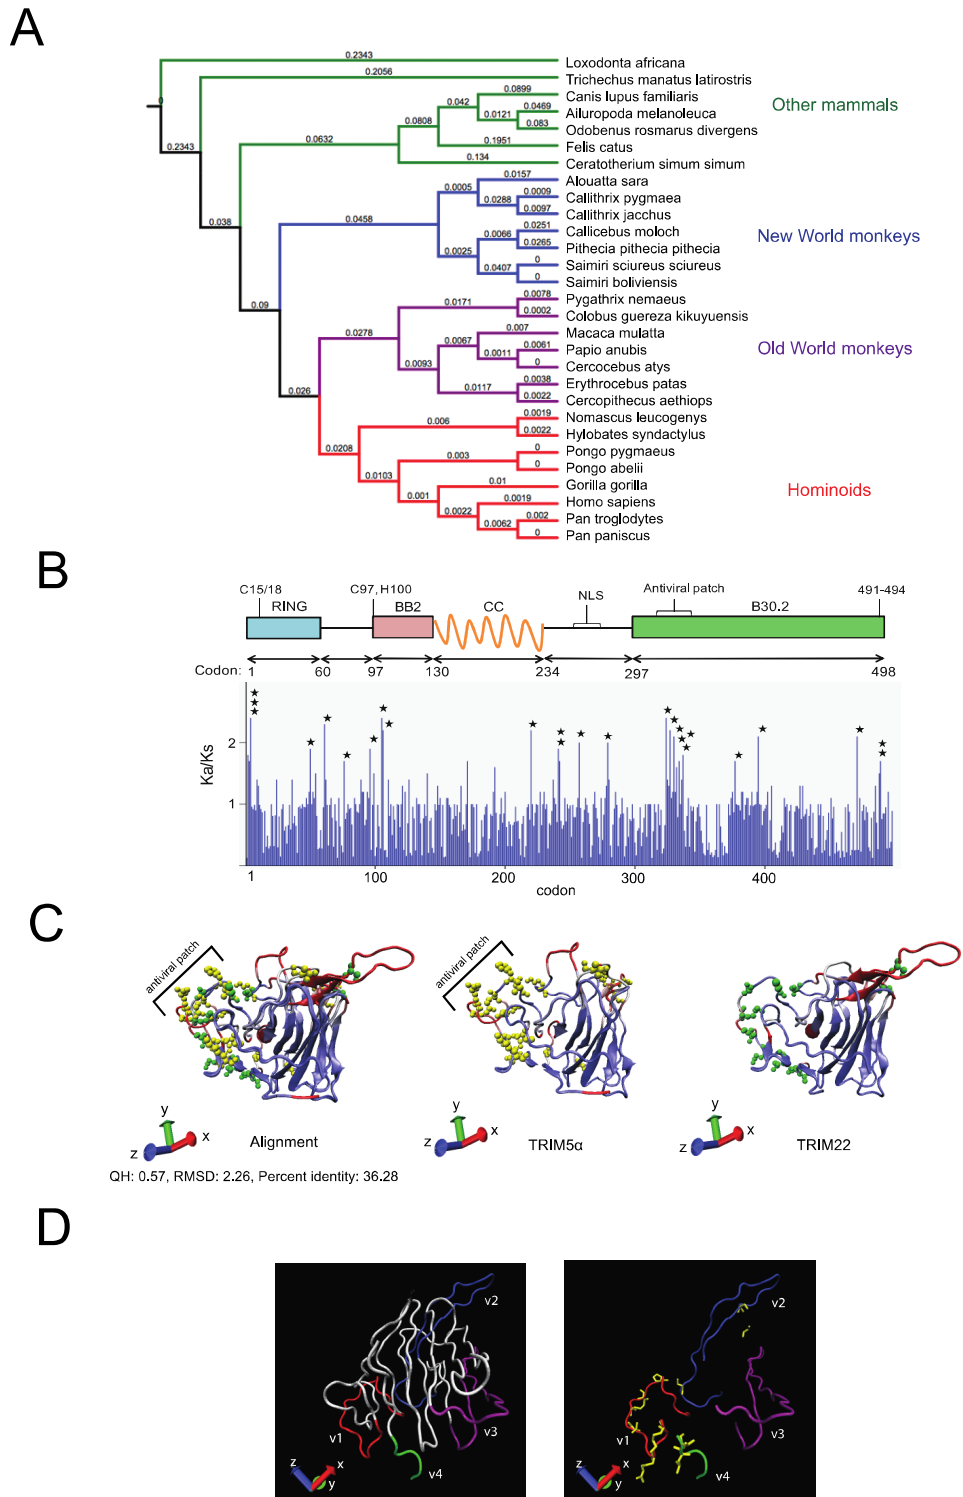 A
0.2343
Loxodonta africana
0.2056
Trichechus manatus latirostris
0.0899
Canis lupus familiaris
Other mammals
0.042
0.0469
Ailuropoda melanoleuca
0
0.0121
0.0808
0.083
Odobenus rosmarus divergens
0.0632
0.1951
Felis catus
0.2343
0.134
Ceratotherium simum simum
0.0157
Alouatta sara
0.0005
0.0009
Callithrix pygmaea
0.0288
0.0097
Callithrix jacchus
0.038
0.0458
0.0251
Callicebus moloch
New World monkeys
0.0066
0.0265
Pithecia pithecia pithecia
0.0025
0
Saimiri sciureus sciureus
0.0407
0
Saimiri boliviensis
0.0078
Pygathrix nemaeus
0.09
0.0171
0.0002
Colobus guereza kikuyuensis
0.007
Macaca mulatta
0.0278
0.0067
0.0061
Papio anubis
Old World monkeys
0.0011
0.0093
0
Cercocebus atys
0.0038
Erythrocebus patas
0.0117
0.0022
Cercopithecus aethiops
0.026
0.0019
Nomascus leucogenys
0.006
0.0022
Hylobates syndactylus
0.0208
0
Pongo pygmaeus
0.003
0
Pongo abelii
0.0103
0.01
Gorilla gorilla
Hominoids
0.001
0.0019
Homo sapiens
0.0022
0.002
Pan troglodytes
0.0062
0
Pan paniscus
B
C15/18
C97, H100
Antiviral patch
491-494
RING
BB2
CC
NLS
B30.2
Codon: 1 60 97 130 234 297 498
Ka/Ks
2
1
1 100 200 300 400
codon
C
antiviral patch
antiviral patch
y
x
z
Alignment
y
x
z
TRIM5α
y
x
z
TRIM22
QH: 0.57, RMSD: 2.26, Percent identity: 36.28
D
v2
v1
v3
v4
z
x
y
v2
v1
v3
v4
z
x
y